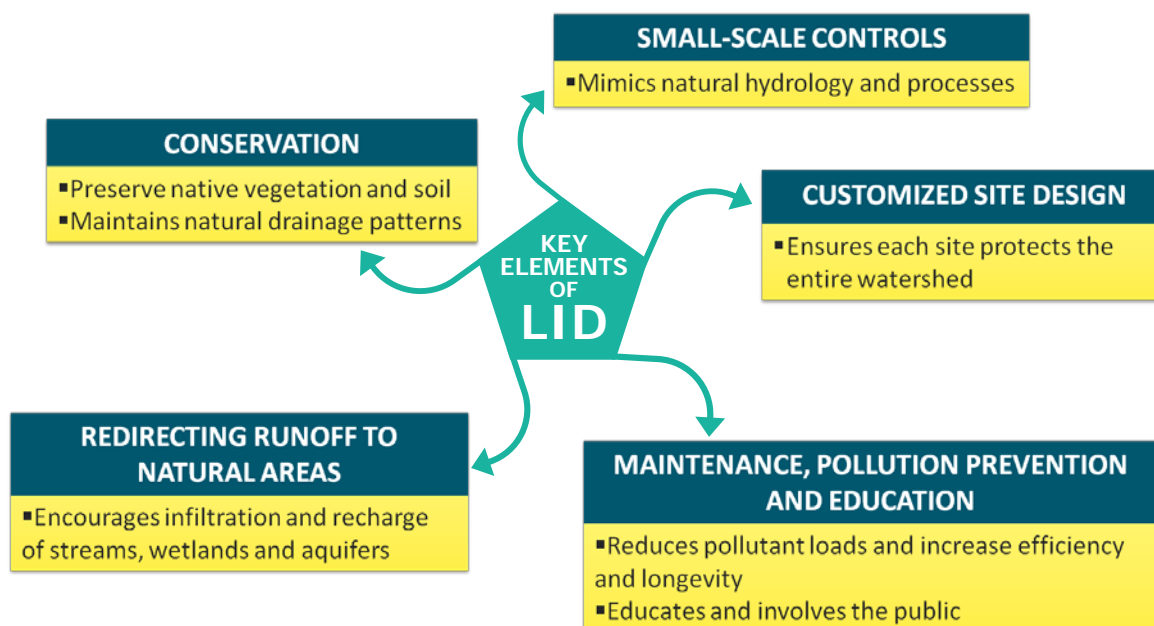 SMALL-SCALE CONTROLS
▪Mimics natural hydrology and processes
CONSERVATION
▪Preserve native vegetation and soil
▪Maintains natural drainage patterns
CUSTOMIZED SITE DESIGN
▪Ensures each site protects the
entire watershed
KEY
ELEMENTS
OF
LID
REDIRECTING RUNOFF TO
NATURAL AREAS
▪Encourages infiltration and recharge
of streams, wetlands and aquifers
MAINTENANCE, POLLUTION PREVENTION
AND EDUCATION
▪Reduces pollutant loads and increase efficiency
and longevity
▪Educates and involves the public